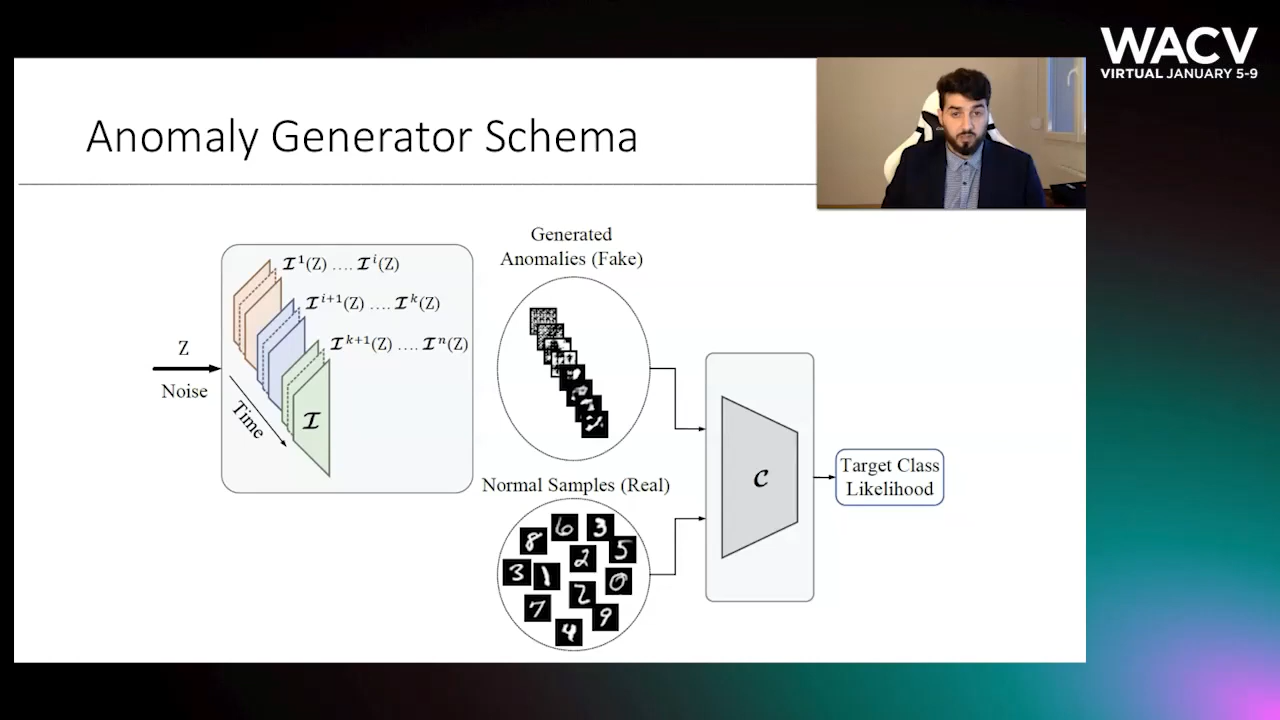 WACV
VIRTUAL JANUARY 5-9
Anomaly Generator Schema
Generated
Anomalies (Fake)
𝓘¹(Z) .... 𝓘ⁱ(Z)
𝓘ⁱ⁺¹(Z) .... 𝓘ᵏ(Z)
𝓘ᵏ⁺¹(Z) .... 𝓘ⁿ(Z)
Z
Noise
Time
𝓘
Normal Samples (Real)
6 3
8 5
2
3 1 0
2
7 9
4
𝒞
Target Class
Likelihood